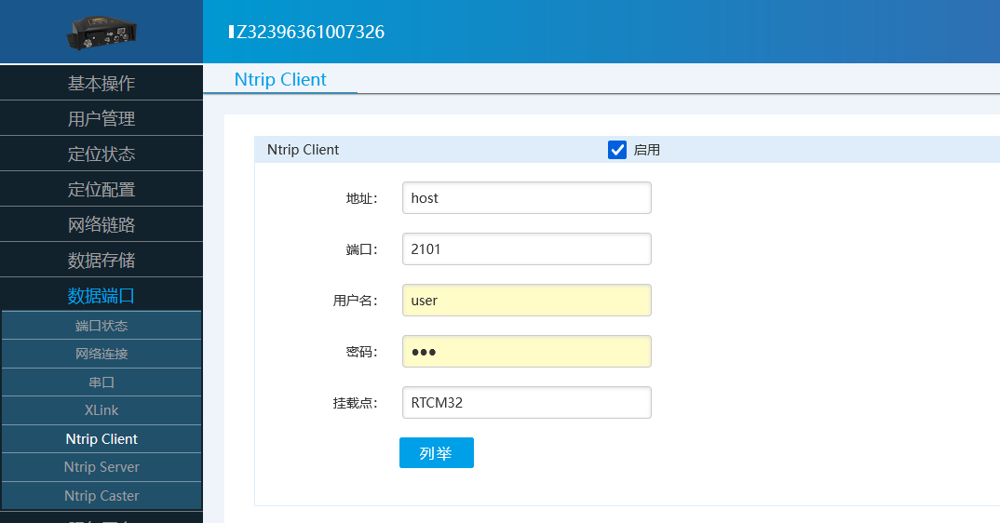 Z32396361007326
基本操作
用户管理
定位状态
定位配置
网络链路
数据存储
数据端口
端口状态
网络连接
串口
XLink
Ntrip Client
Ntrip Server
Ntrip Caster
Ntrip Client
Ntrip Client 启用
地址： host
端口： 2101
用户名： user
密码： ●●●
挂载点： RTCM32
列举